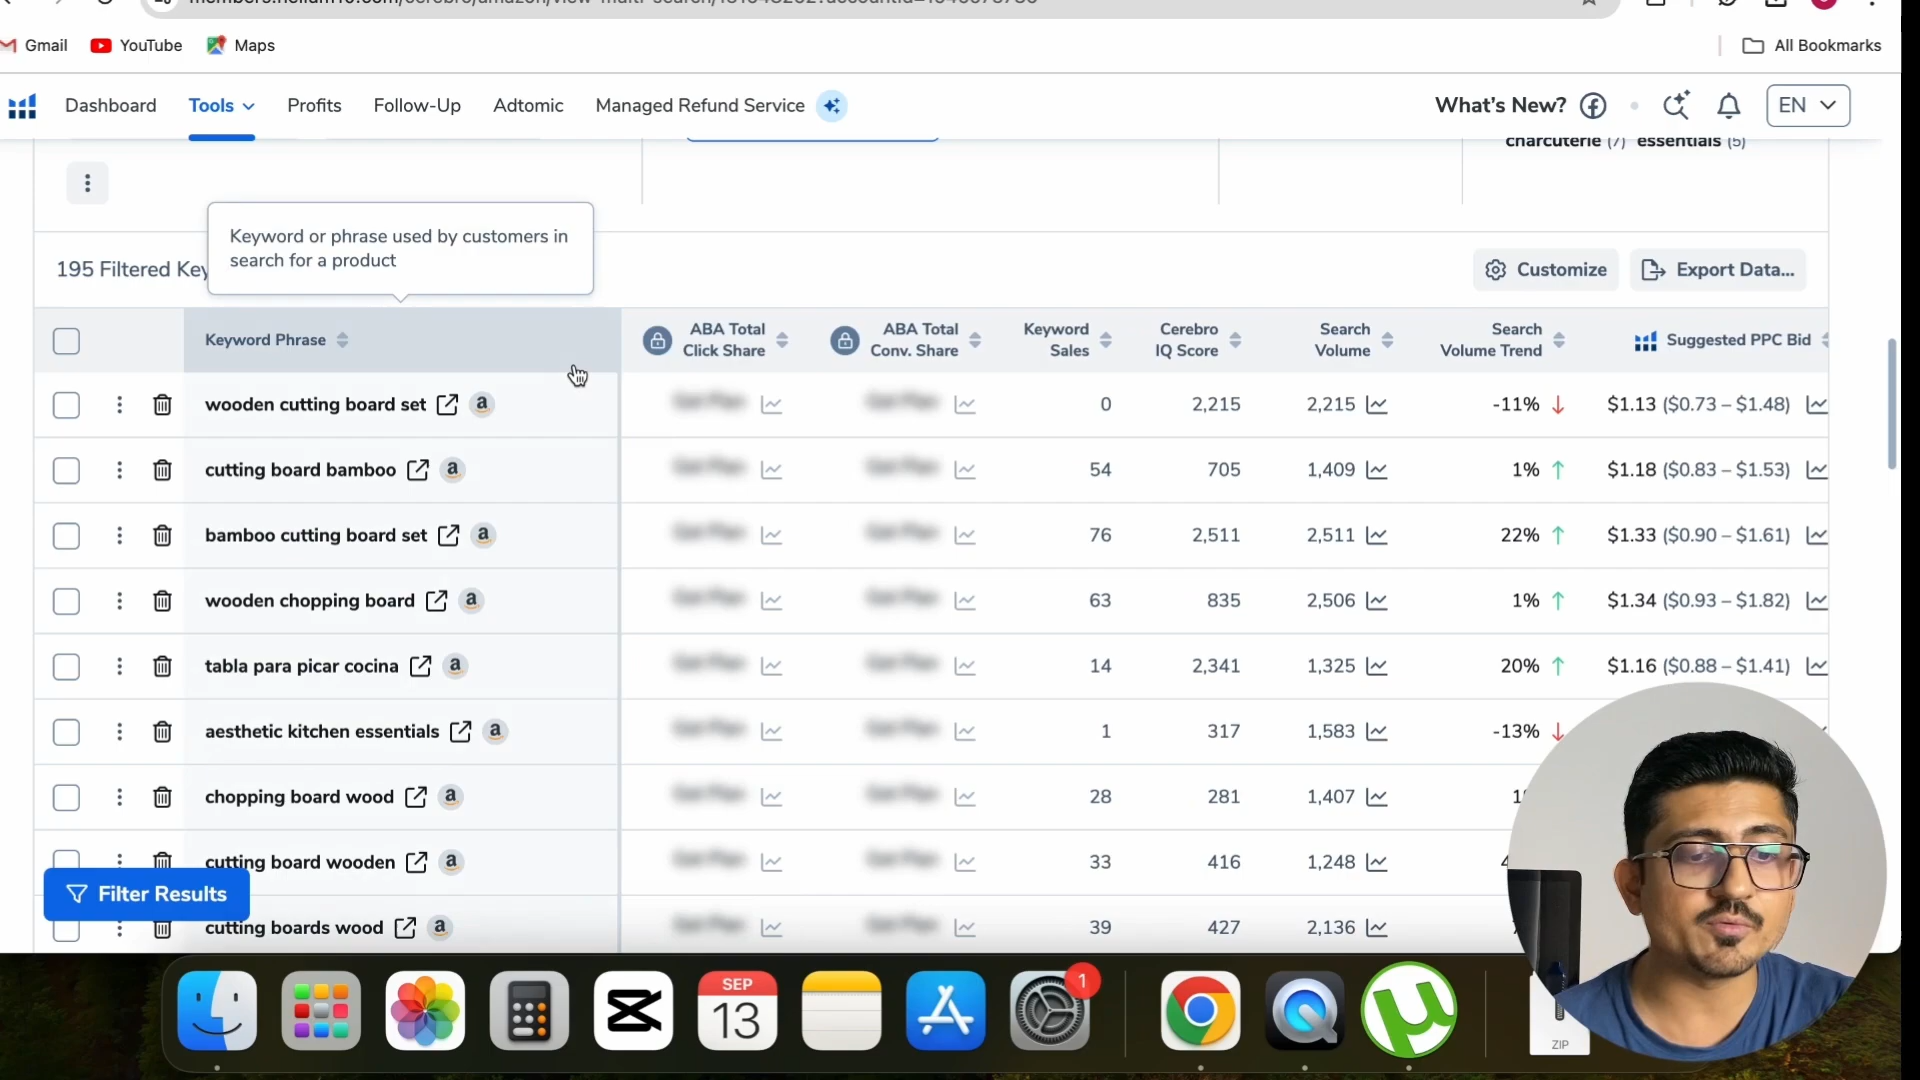 Gmail
YouTube
Maps
All Bookmarks
Dashboard
Tools
Profits
Follow-Up
Adtomic
Managed Refund Service
What's New?
EN
charcuterie (7) essentials (5)
Keyword or phrase used by customers in
search for a product
195 Filtered Key
Customize
Export Data...
Keyword Phrase
ABA Total
Click Share
ABA Total
Conv. Share
Keyword
Sales
Cerebro
IQ Score
Search
Volume
Search
Volume Trend
Suggested PPC Bid
wooden cutting board set a 0 2,215 2,215 -11% $1.13 ($0.73 – $1.48)
cutting board bamboo a 54 705 1,409 1% $1.18 ($0.83 – $1.53)
bamboo cutting board set a 76 2,511 2,511 22% $1.33 ($0.90 – $1.61)
wooden chopping board a 63 835 2,506 1% $1.34 ($0.93 – $1.82)
tabla para picar cocina a 14 2,341 1,325 20% $1.16 ($0.88 – $1.41)
aesthetic kitchen essentials a 1 317 1,583 -13%
chopping board wood a 28 281 1,407
cutting board wooden a 33 416 1,248
Filter Results
cutting boards wood a 39 427 2,136
SEP
13
1
ZIP